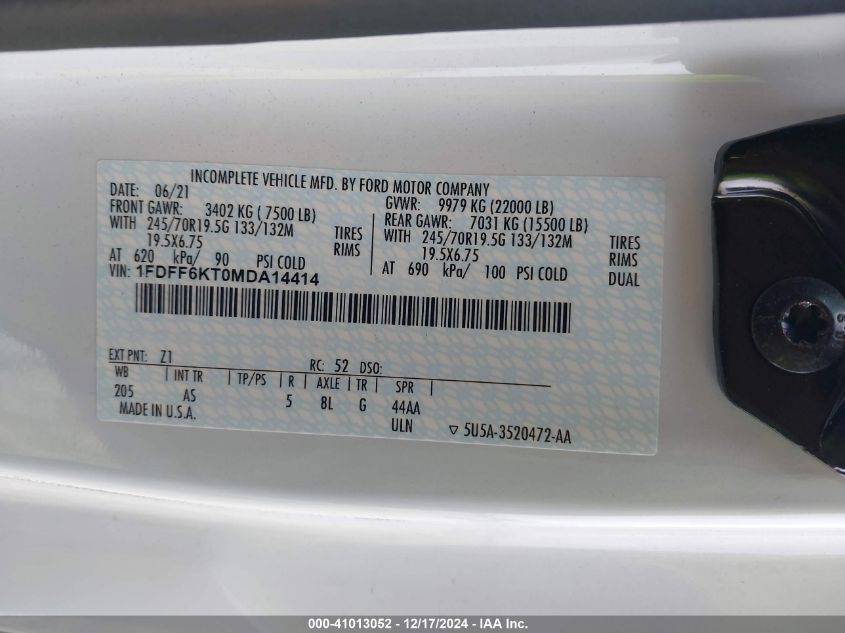 INCOMPLETE VEHICLE MFD. BY FORD MOTOR COMPANY
DATE: 06/21 GVWR: 9979 KG (22000 LB)
FRONT GAWR: 3402 KG ( 7500 LB) REAR GAWR: 7031 KG (15500 LB)
WITH 245/70R19.5G 133/132M TIRES WITH 245/70R19.5G 133/132M TIRES
19.5X6.75 RIMS 19.5X6.75 RIMS
AT 620 kPa/ 90 PSI COLD AT 690 kPa/ 100 PSI COLD DUAL
VIN: 1FDFF6KT0MDA14414
EXT PNT: Z1 RC: 52 DSO:
WB INT TR TP/PS R AXLE TR SPR
205 AS 5 8L G 44AA
MADE IN U.S.A. ULN ▽ 5U5A-3520472-AA
000-41013052 - 12/17/2024 - IAA Inc.